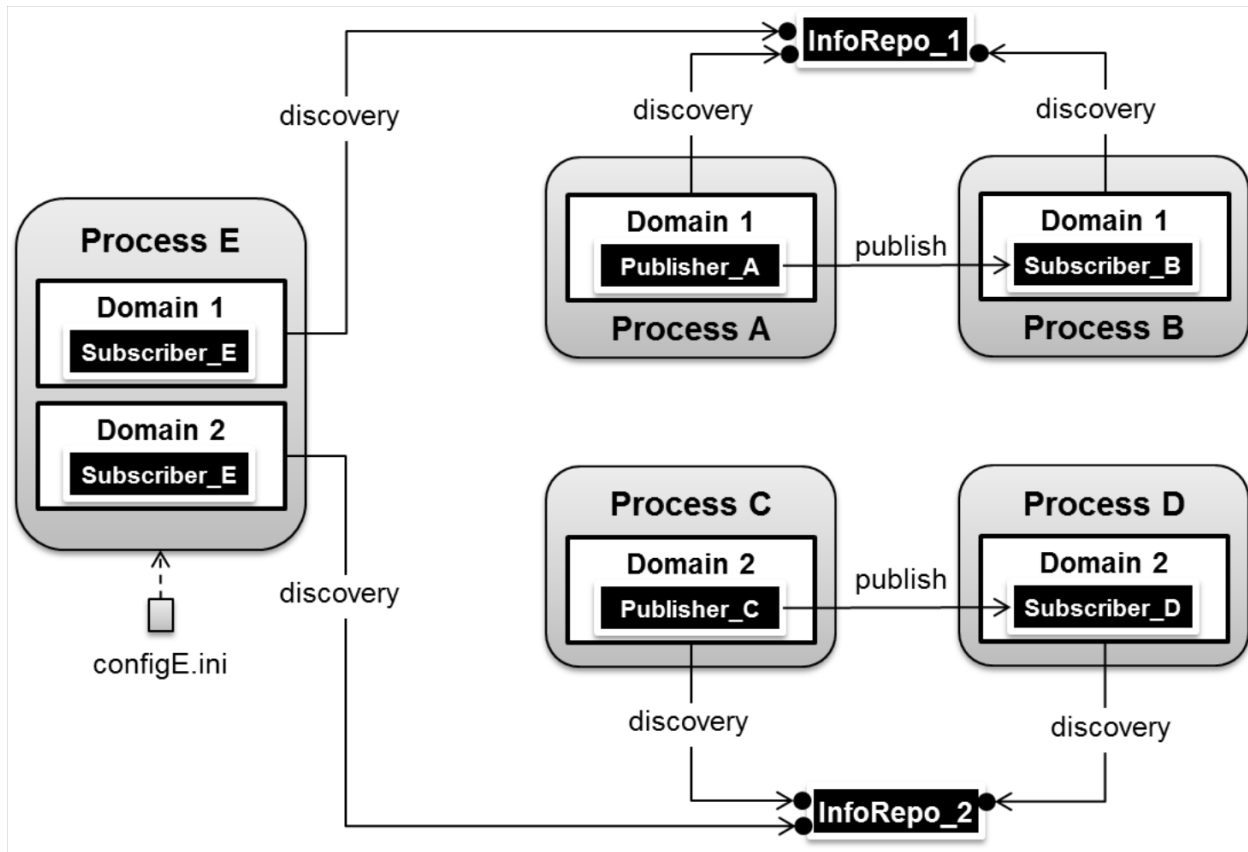 InfoRepo_1
discovery
discovery
discovery
Process E
Domain 1
Subscriber_E
Domain 2
Subscriber_E
configE.ini
Domain 1
Publisher_A
Process A
publish
Domain 1
Subscriber_B
Process B
Process C
Domain 2
Publisher_C
publish
Process D
Domain 2
Subscriber_D
discovery
discovery
discovery
InfoRepo_2